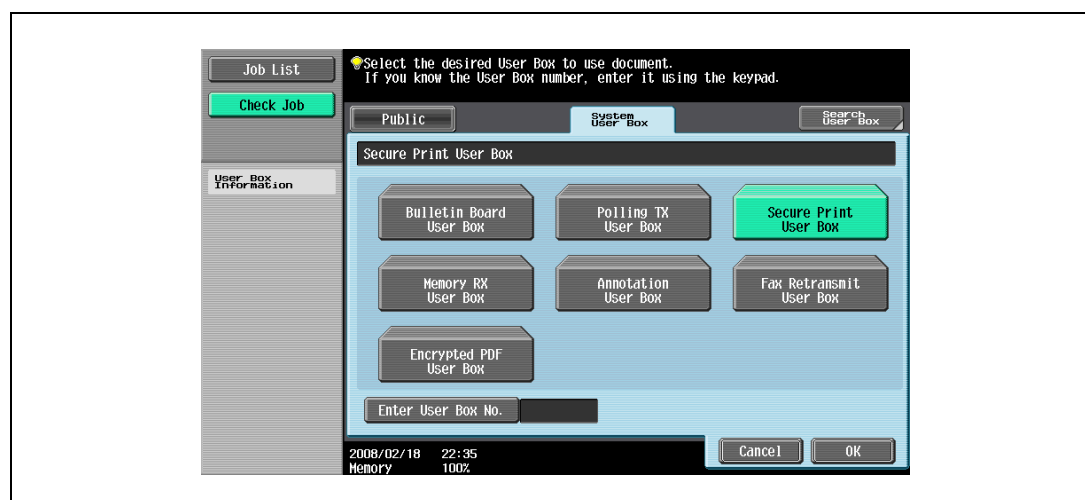 Job List
Check Job
User Box
Information
Select the desired User Box to use document.
If you know the User Box number, enter it using the keypad.
Public
System
User Box
Search
User Box
Secure Print User Box
Bulletin Board
User Box
Polling TX
User Box
Secure Print
User Box
Memory RX
User Box
Annotation
User Box
Fax Retransmit
User Box
Encrypted PDF
User Box
Enter User Box No.
2008/02/18 22:35
Memory 100%
Cancel
OK